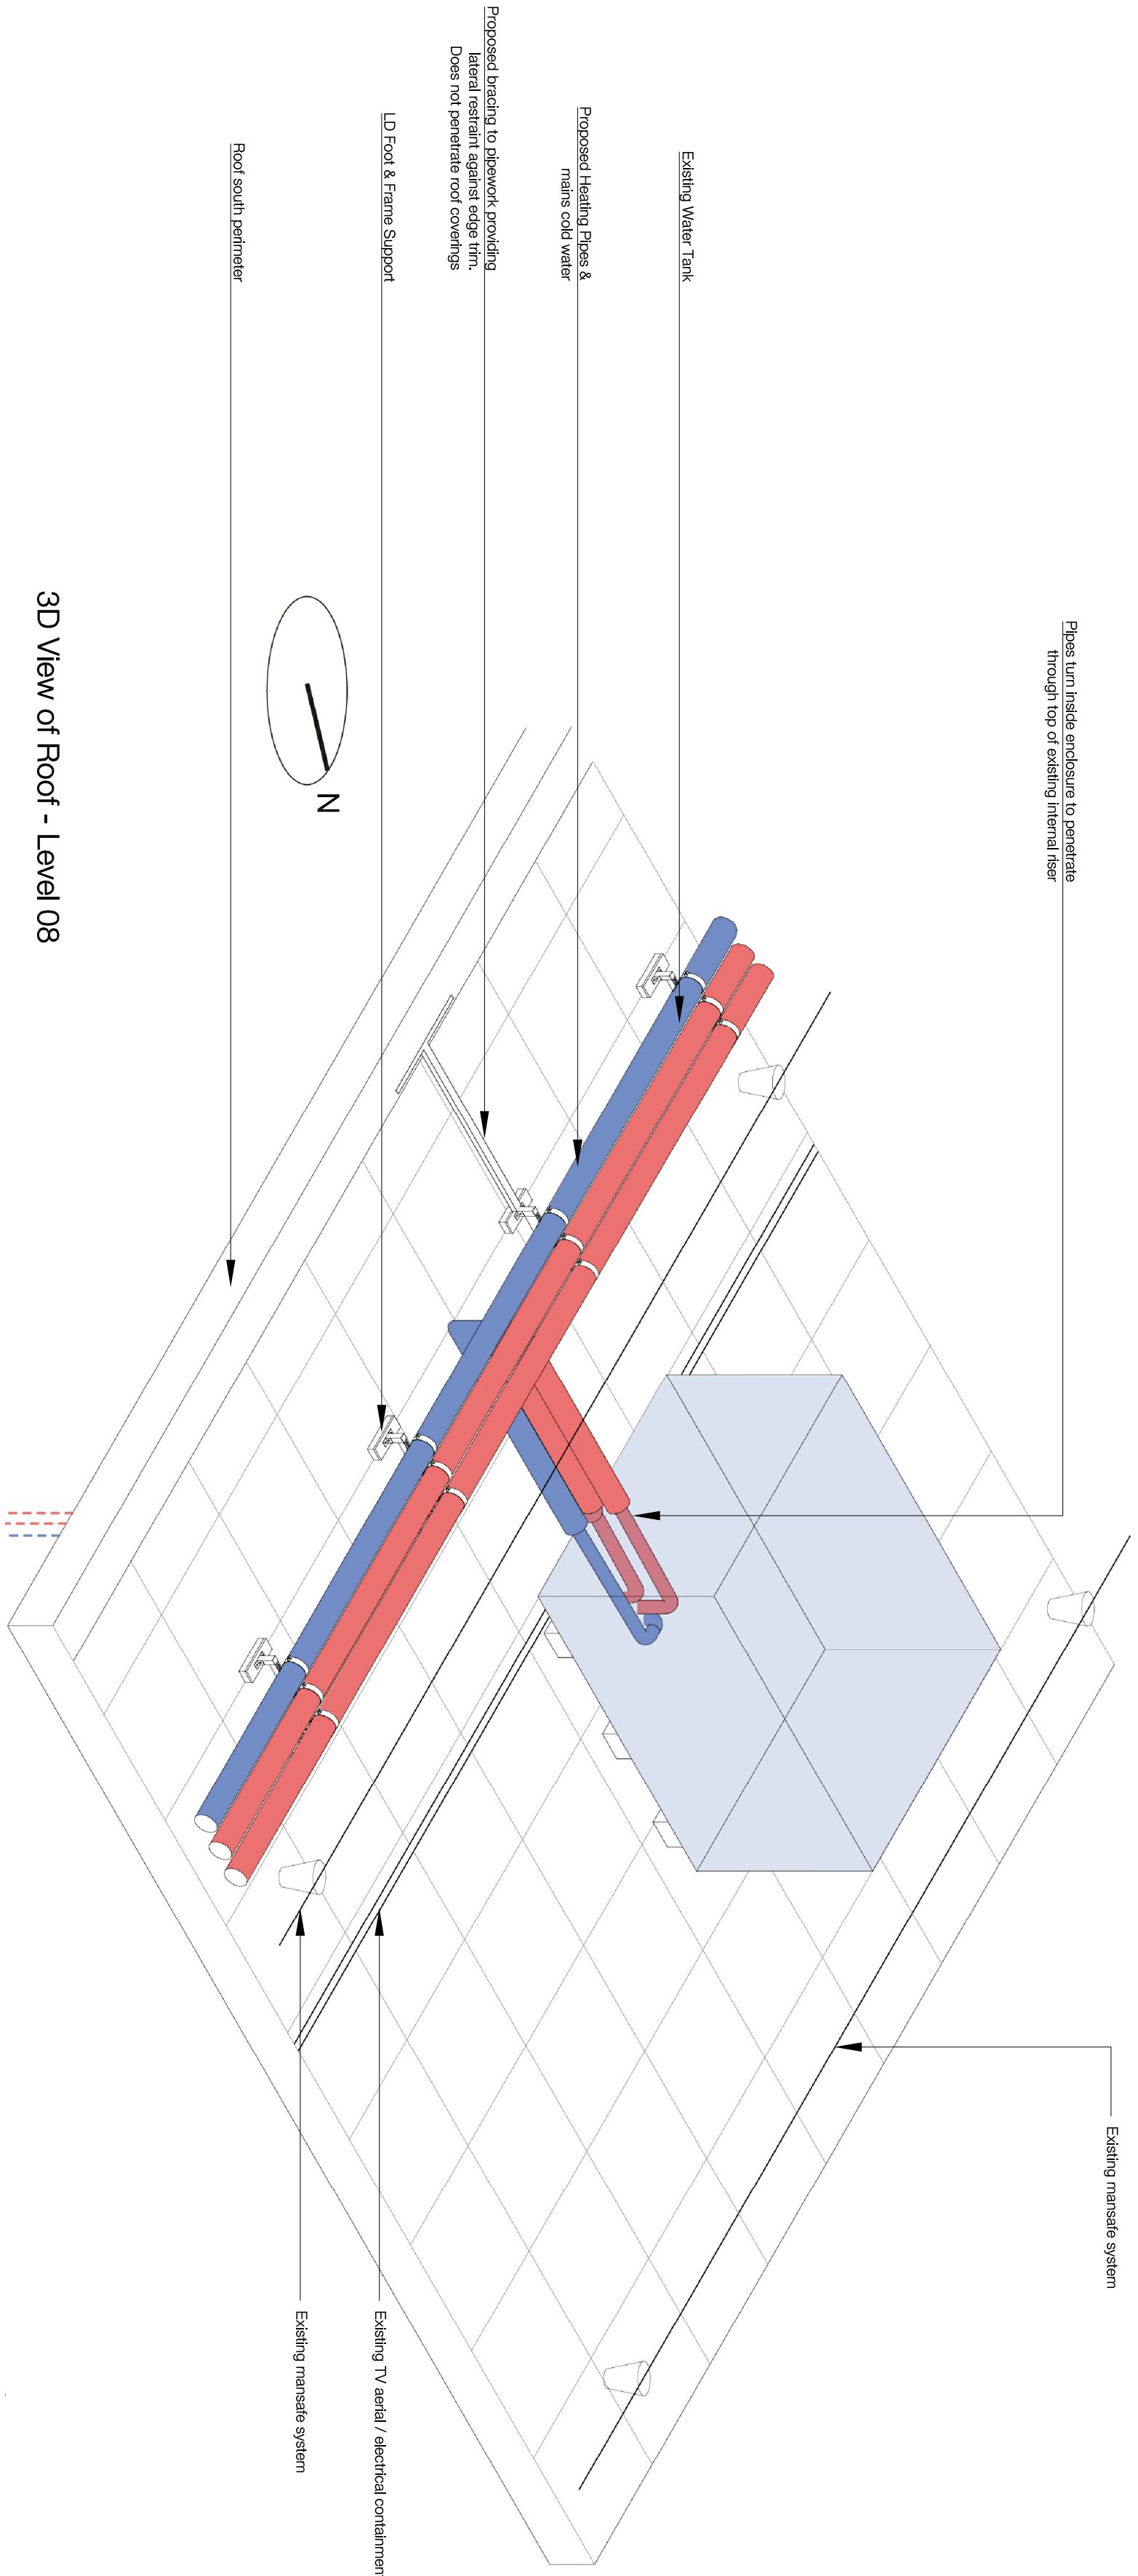 Pipes turn inside enclosure to penetrate
through top of existing internal riser
Existing mansafe system
Existing Water Tank
Proposed Heating Pipes &
mains cold water
Proposed bracing to pipework providing
lateral restraint against edge trim.
Does not penetrate roof coverings
LD Foot & Frame Support
Existing TV aerial / electrical containmen
Existing mansafe system
Roof south perimeter
N
3D View of Roof - Level 08